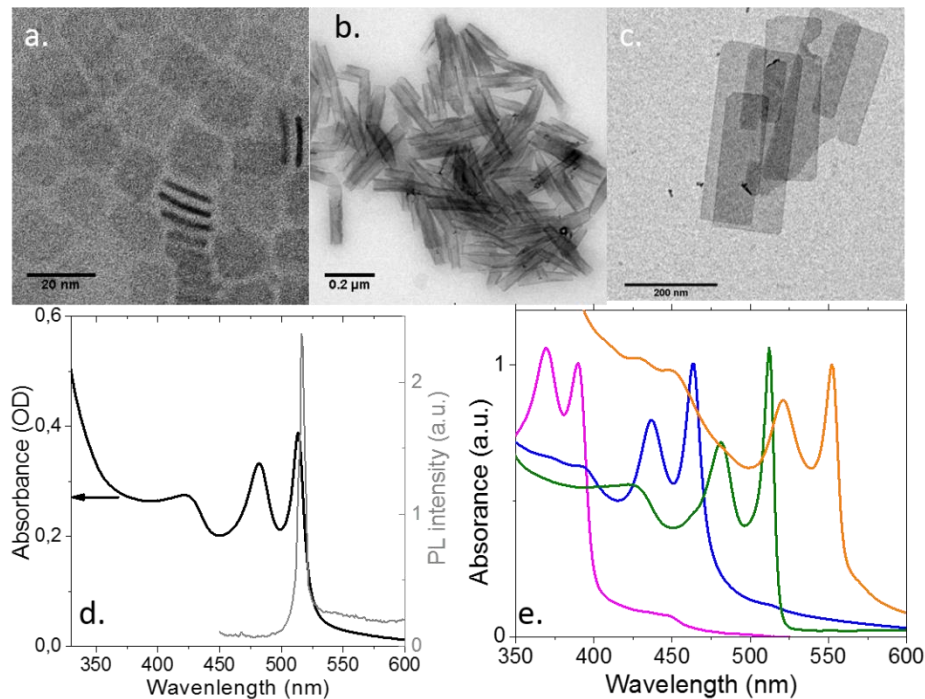 a.
b.
c.
20 nm
0.2 µm
200 nm
0,6
0,4
0,2
0,0
Absorbance (OD)
350
400
450
500
550
600
Wavenlength (nm)
2
1
0
PL intensity (a.u.)
d.
1
0
Absorance (a.u.)
350
400
450
500
550
600
Wavelength (nm)
e.